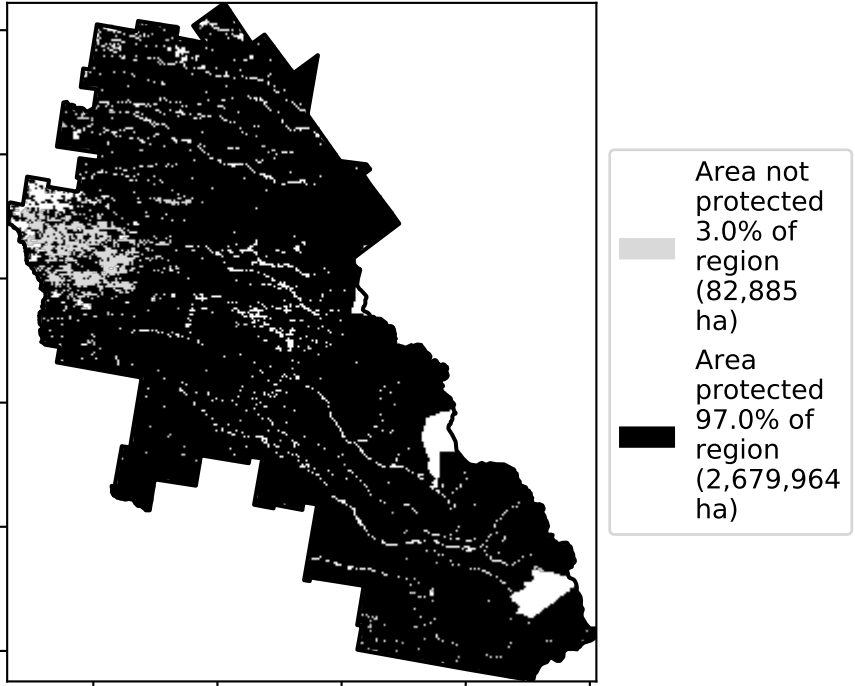 Area not
protected
3.0% of
region
(82,885
ha)
Area
protected
97.0% of
region
(2,679,964
ha)